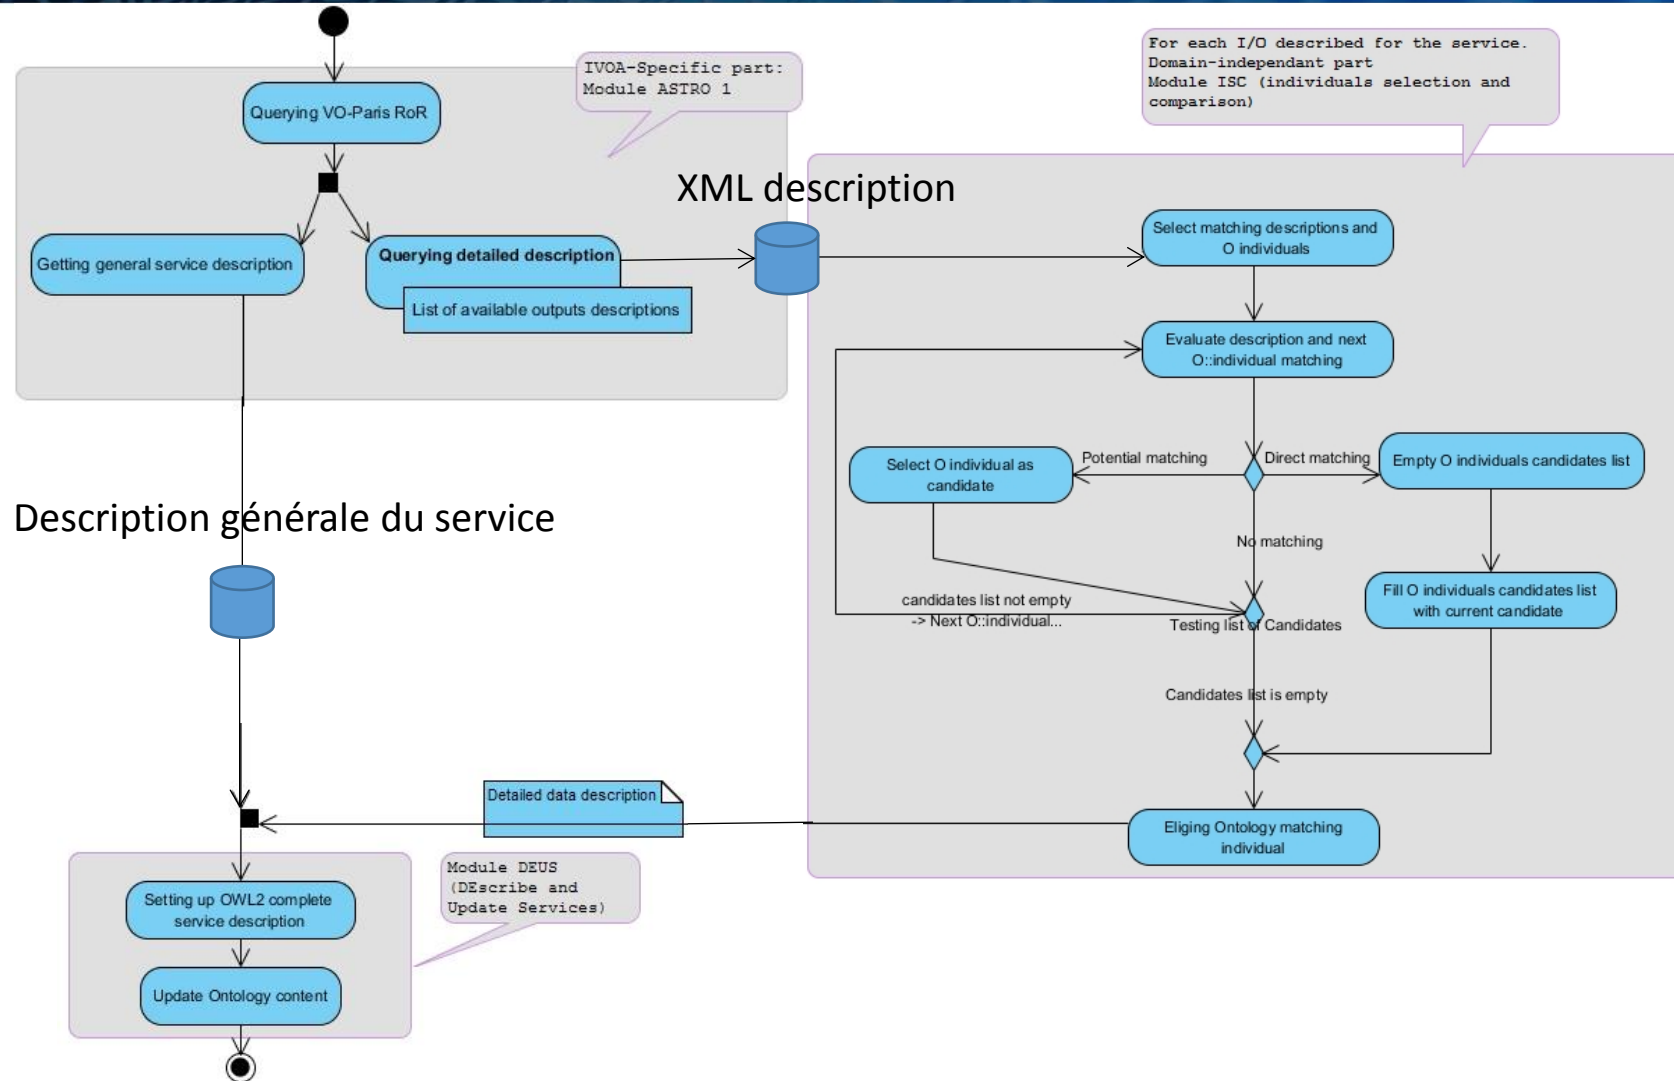 IVOA-Specific part:
Module ASTRO 1
For each I/O described for the service.
Domain-independant part
Module ISC (individuals selection and
comparison)
Querying VO-Paris RoR
XML description
Getting general service description
Querying detailed description
List of available outputs descriptions
Select matching descriptions and
O individuals
Evaluate description and next
O::individual matching
Select O individual as
candidate
Potential matching
Direct matching
Empty O individuals candidates list
Description générale du service
No matching
candidates list not empty
-> Next O::individual...
Testing list of Candidates
Fill O individuals candidates list
with current candidate
Candidates list is empty
Detailed data description
Eliging Ontology matching
individual
Module DEUS
(DEscribe and
Update Services)
Setting up OWL2 complete
service description
Update Ontology content